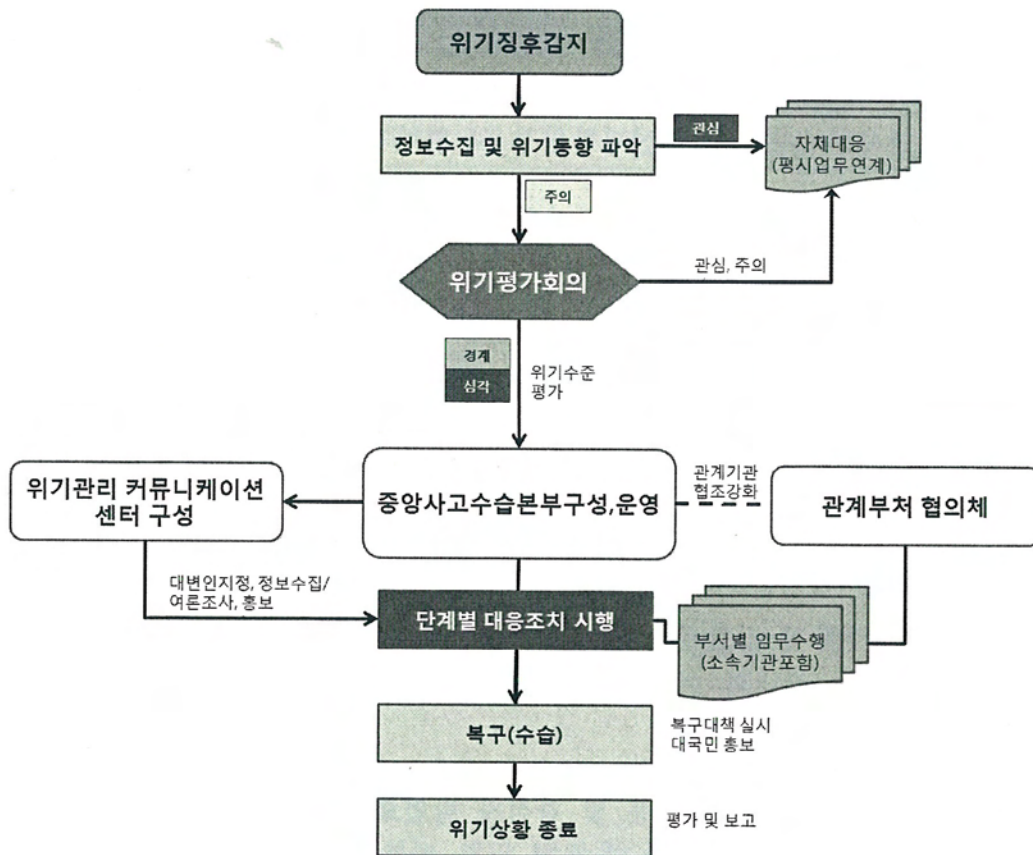 위기징후감지
정보수집 및 위기동향 파악
관심
자체대응
(평시업무연계)
주의
위기평가회의
관심, 주의
경계
심각
위기수준
평가
위기관리 커뮤니케이션
센터 구성
중앙사고수습본부구성,운영
관계기관
협조강화
관계부처 협의체
대변인지정, 정보수집/
여론조사, 홍보
단계별 대응조치 시행
부서별 임무수행
(소속기관포함)
복구(수습)
복구대책 실시
대국민 홍보
위기상황 종료
평가 및 보고